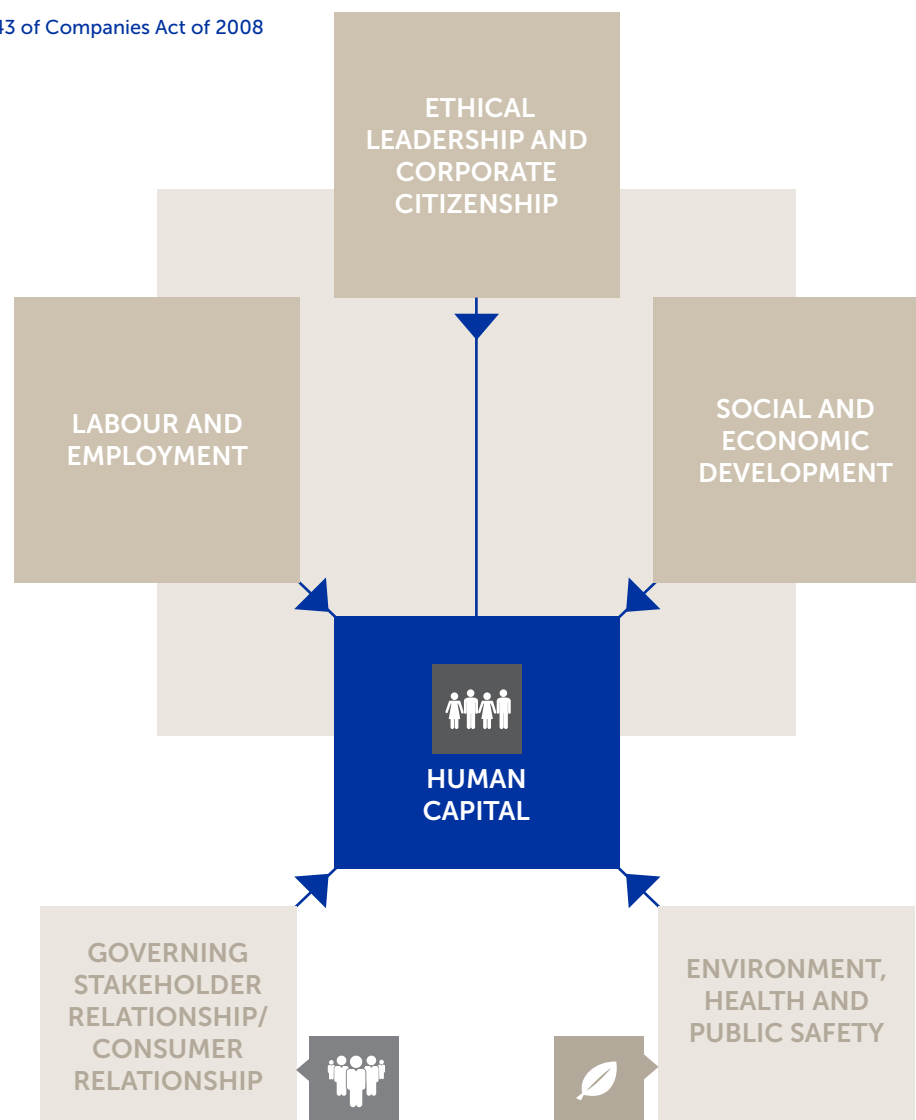 43 of Companies Act of 2008
ETHICAL
LEADERSHIP AND
CORPORATE
CITIZENSHIP
LABOUR AND
EMPLOYMENT
SOCIAL AND
ECONOMIC
DEVELOPMENT
HUMAN
CAPITAL
GOVERNING
STAKEHOLDER
RELATIONSHIP/
CONSUMER
RELATIONSHIP
ENVIRONMENT,
HEALTH AND
PUBLIC SAFETY